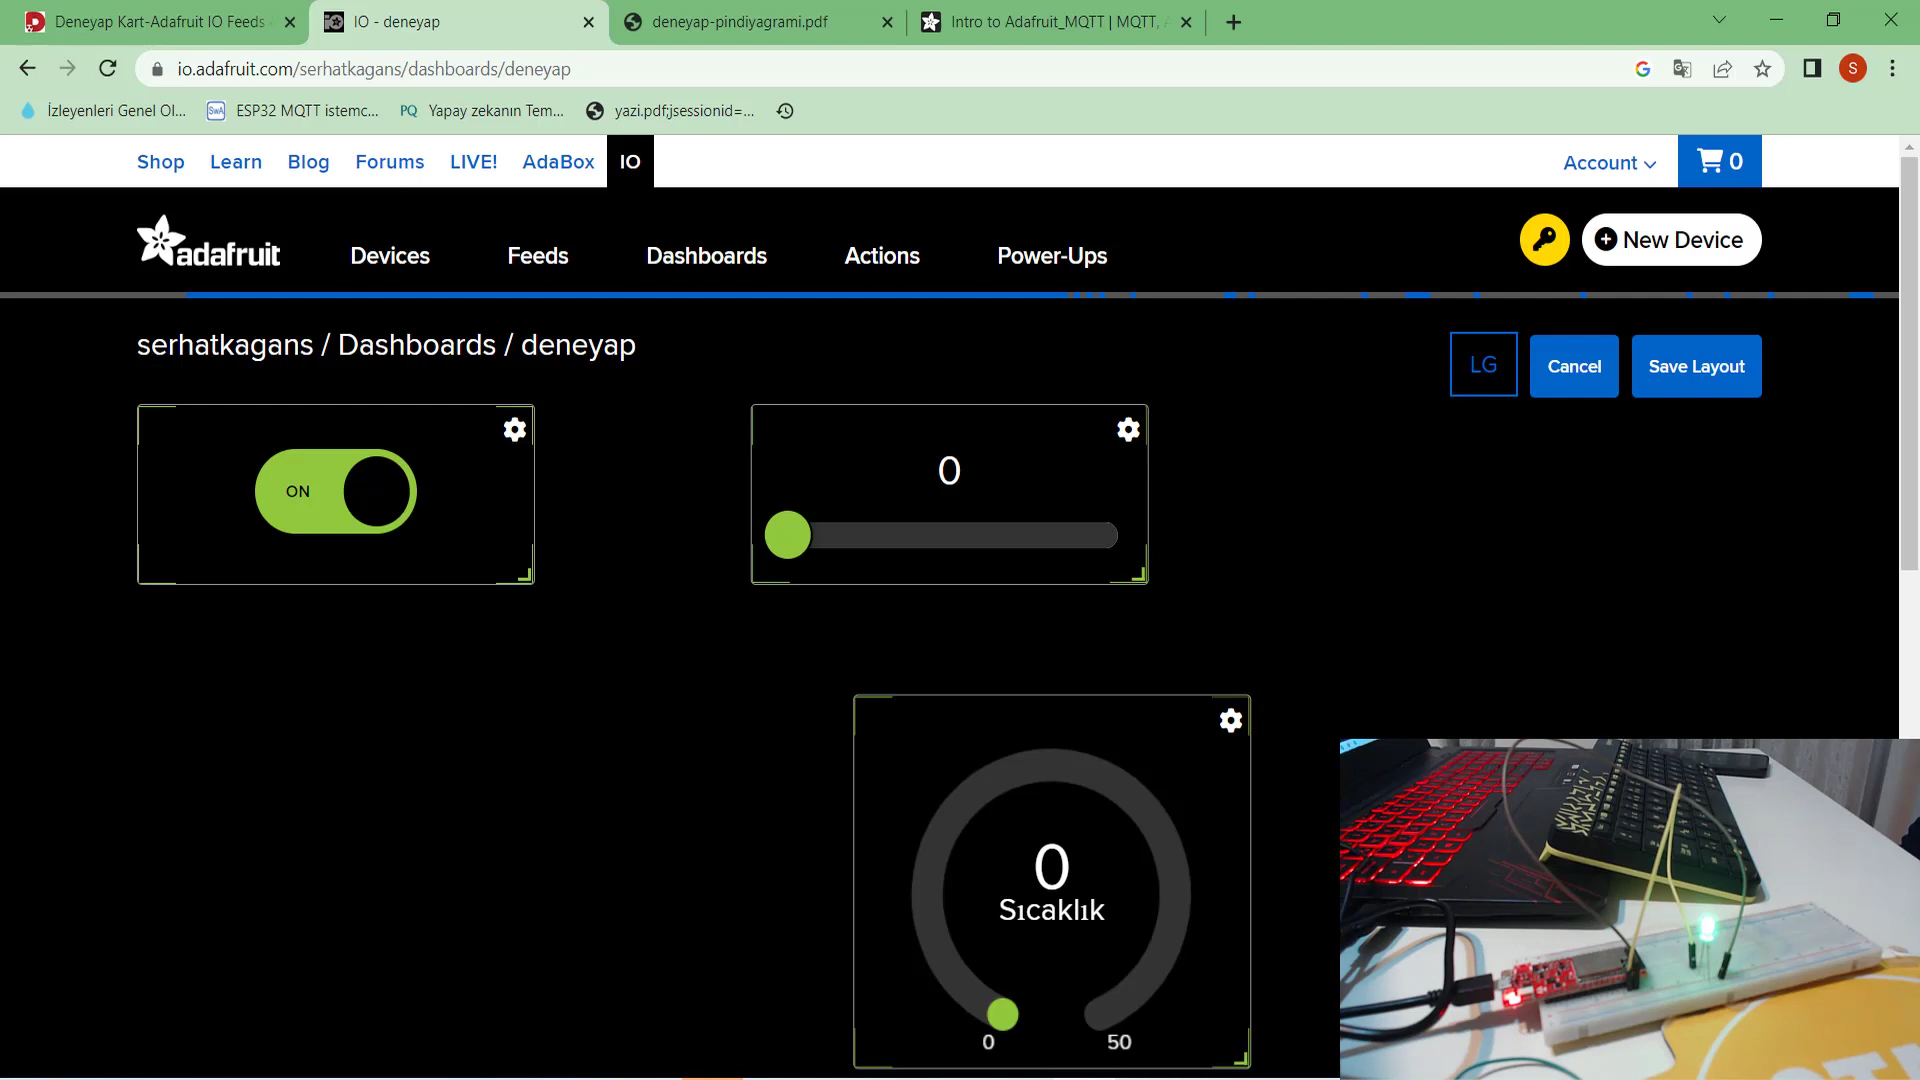 Deneyap Kart-Adafruit IO Feeds
IO - deneyap
deneyap-pindiyagrami.pdf
Intro to Adafruit_MQTT | MQTT,
io.adafruit.com/serhatkagans/dashboards/deneyap
S
İzleyenleri Genel Ol...
SwA
ESP32 MQTT istemc...
PQ
Yapay zekanın Tem...
yazi.pdf;jsessionid=...
Shop
Learn
Blog
Forums
LIVE!
AdaBox
IO
Account
0
adafruit
Devices
Feeds
Dashboards
Actions
Power-Ups
New Device
serhatkagans / Dashboards / deneyap
LG
Cancel
Save Layout
ON
0
0
Sıcaklık
0
50